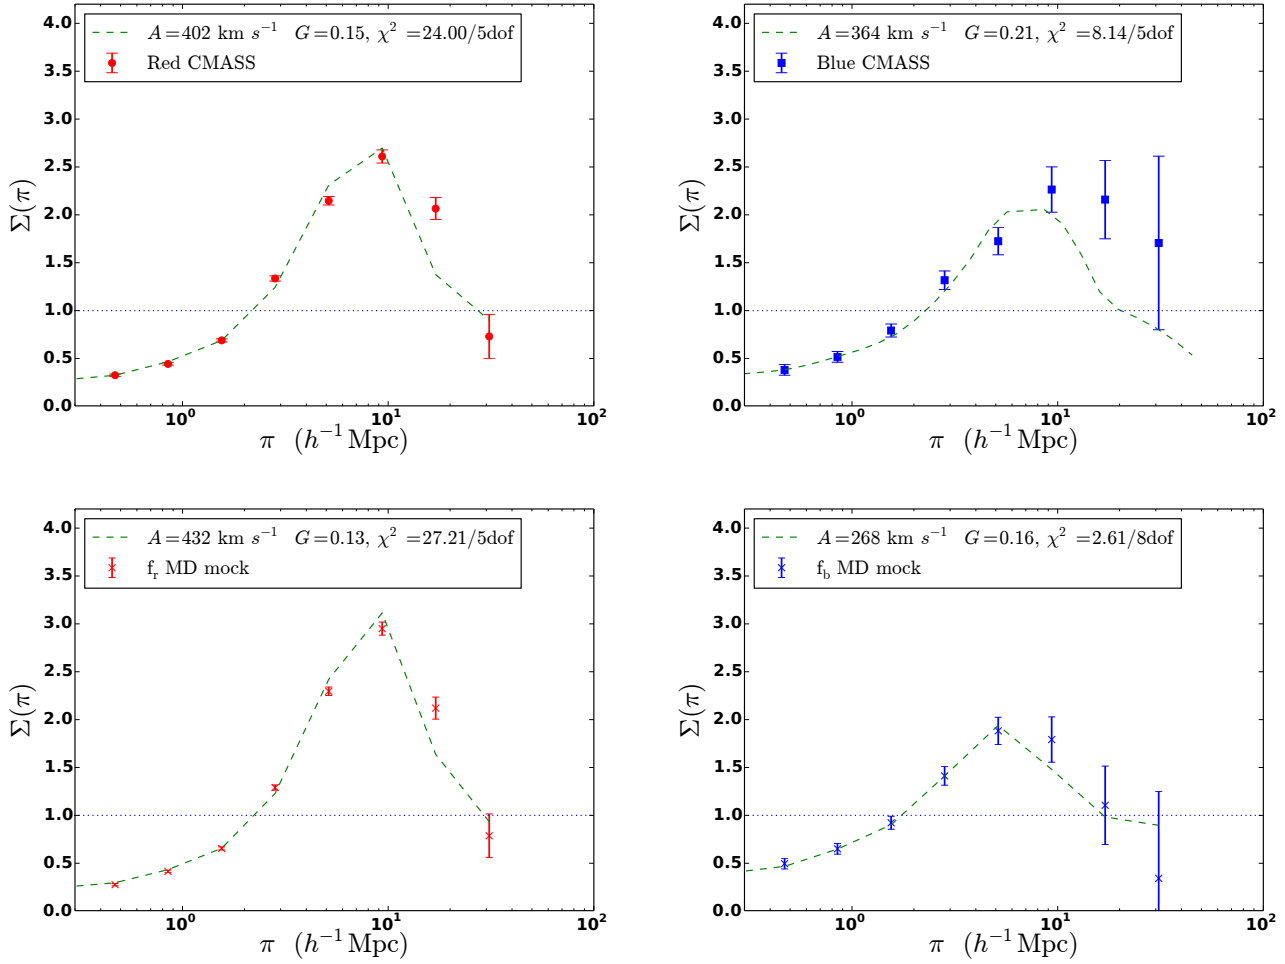 A=402 km s⁻¹ G=0.15, χ² =24.00/5dof
Red CMASS
4.0
3.5
3.0
2.5
2.0
1.5
1.0
0.5
0.0
Σ(π)
10⁰ 10¹ 10²
π (h⁻¹ Mpc)
A=364 km s⁻¹ G=0.21, χ² =8.14/5dof
Blue CMASS
4.0
3.5
3.0
2.5
2.0
1.5
1.0
0.5
0.0
Σ(π)
10⁰ 10¹ 10²
π (h⁻¹ Mpc)
A=432 km s⁻¹ G=0.13, χ² =27.21/5dof
fᵣ MD mock
4.0
3.5
3.0
2.5
2.0
1.5
1.0
0.5
0.0
Σ(π)
10⁰ 10¹ 10²
π (h⁻¹ Mpc)
A=268 km s⁻¹ G=0.16, χ² =2.61/8dof
f_b MD mock
4.0
3.5
3.0
2.5
2.0
1.5
1.0
0.5
0.0
Σ(π)
10⁰ 10¹ 10²
π (h⁻¹ Mpc)